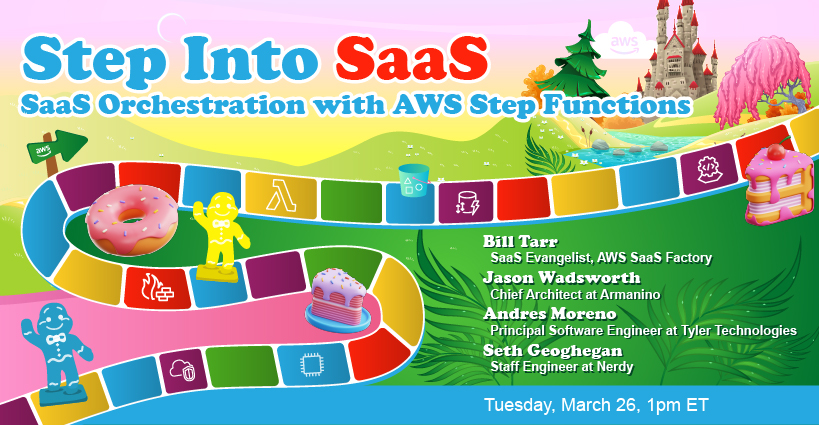 aws
Step Into SaaS
SaaS Orchestration with AWS Step Functions
aws
Bill Tarr
SaaS Evangelist, AWS SaaS Factory
Jason Wadsworth
Chief Architect at Armanino
Andres Moreno
Principal Software Engineer at Tyler Technologies
Seth Geoghegan
Staff Engineer at Nerdy
Tuesday, March 26, 1pm ET